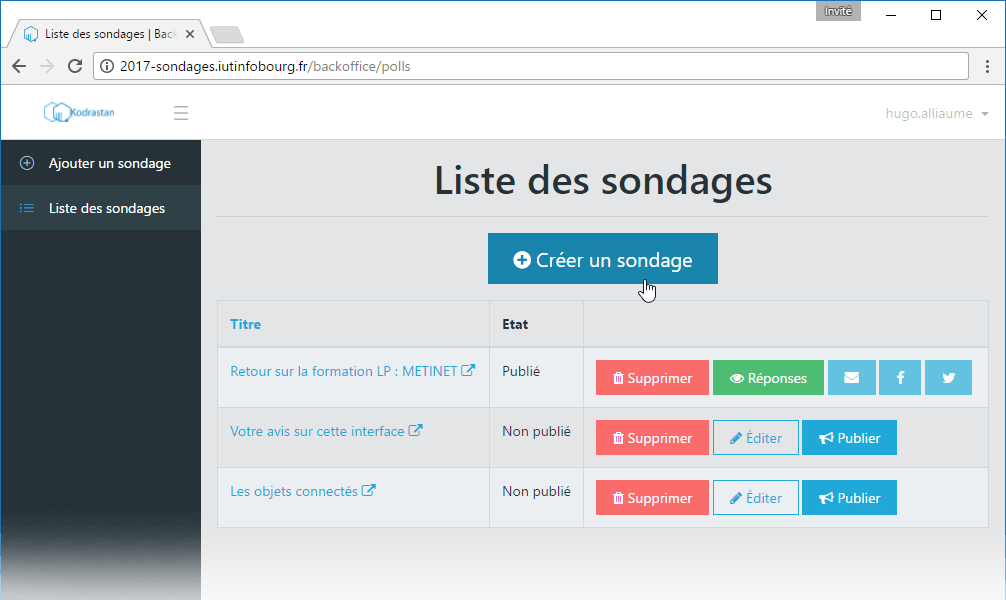 Invité
Liste des sondages | Bac
2017-sondages.iutinfobourg.fr/backoffice/polls
Kodrastan
hugo.alliaume
Ajouter un sondage
Liste des sondages
Liste des sondages
Créer un sondage
Titre Etat
Retour sur la formation LP : METINET Publié Supprimer Réponses
Votre avis sur cette interface Non publié Supprimer Éditer Publier
Les objets connectés Non publié Supprimer Éditer Publier